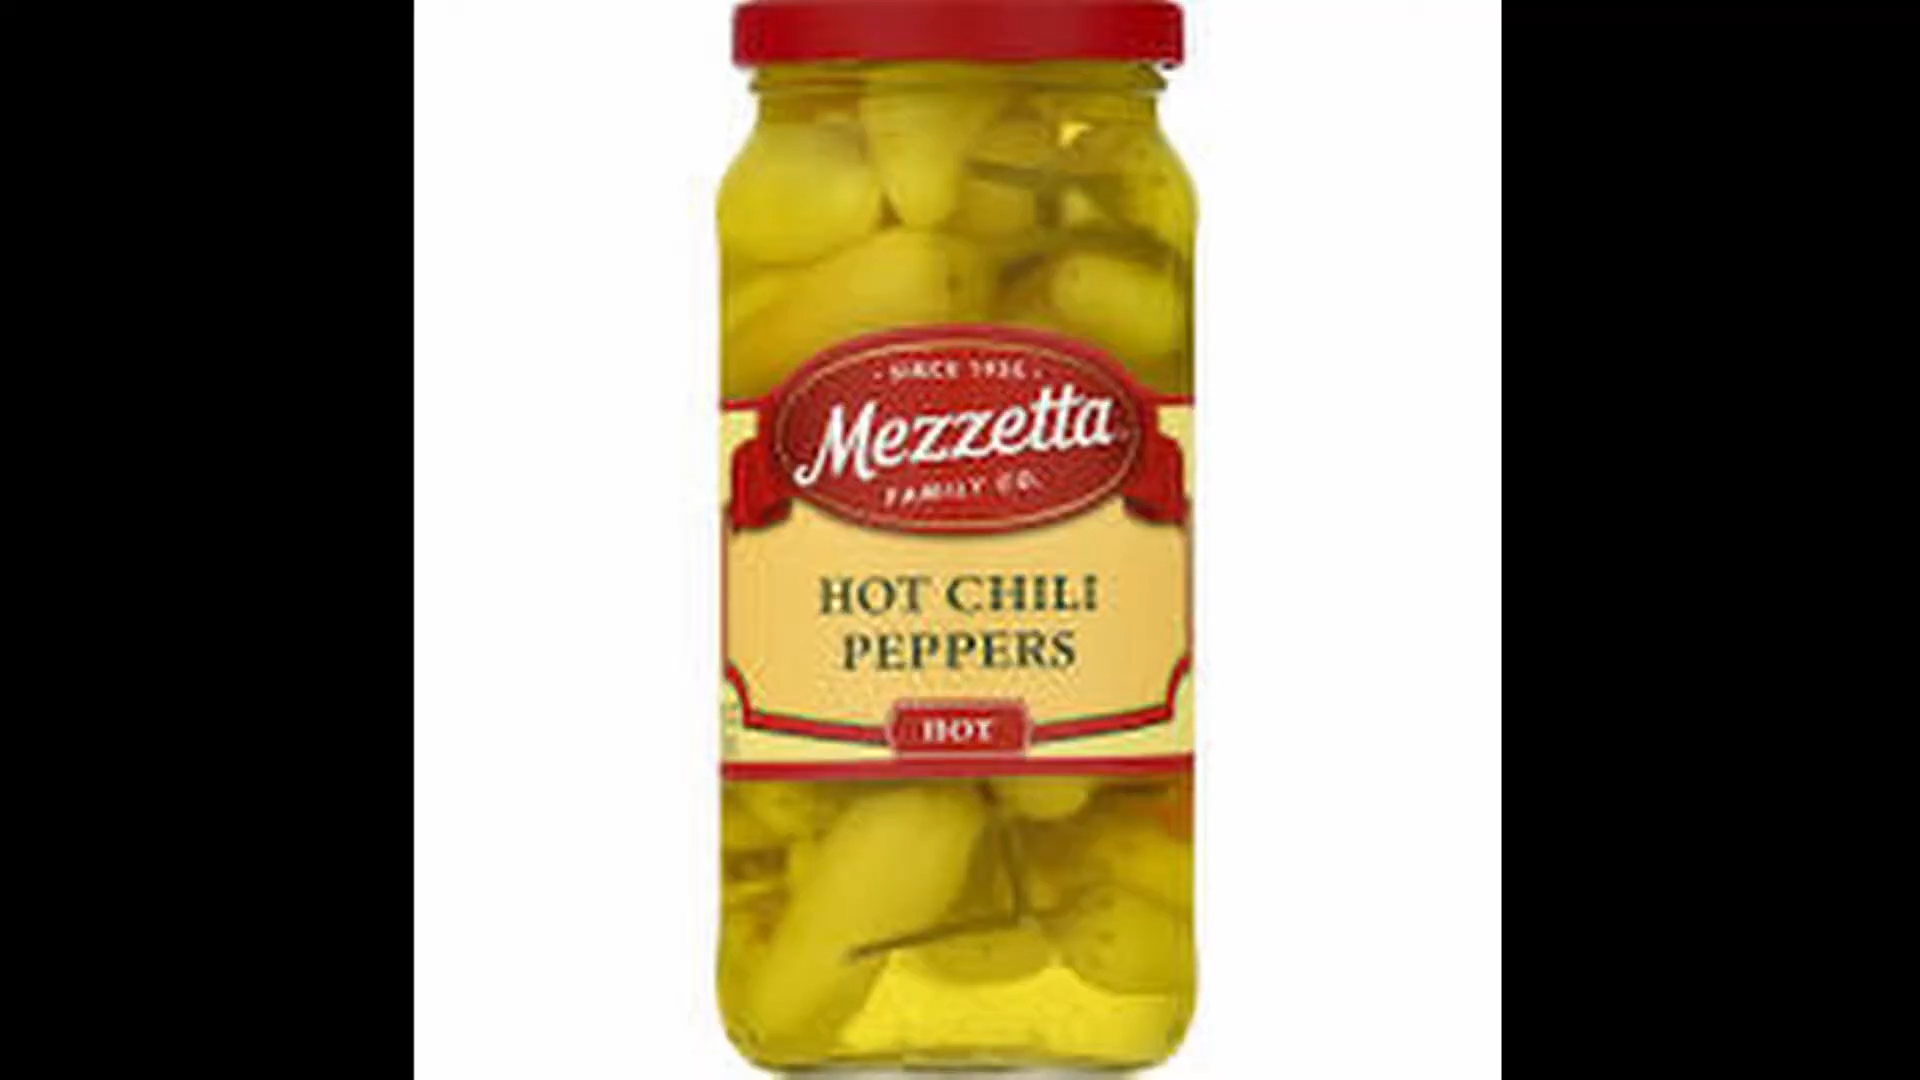 · SINCE 1935 ·
Mezzetta
FAMILY CO.
HOT CHILI
PEPPERS
HOT